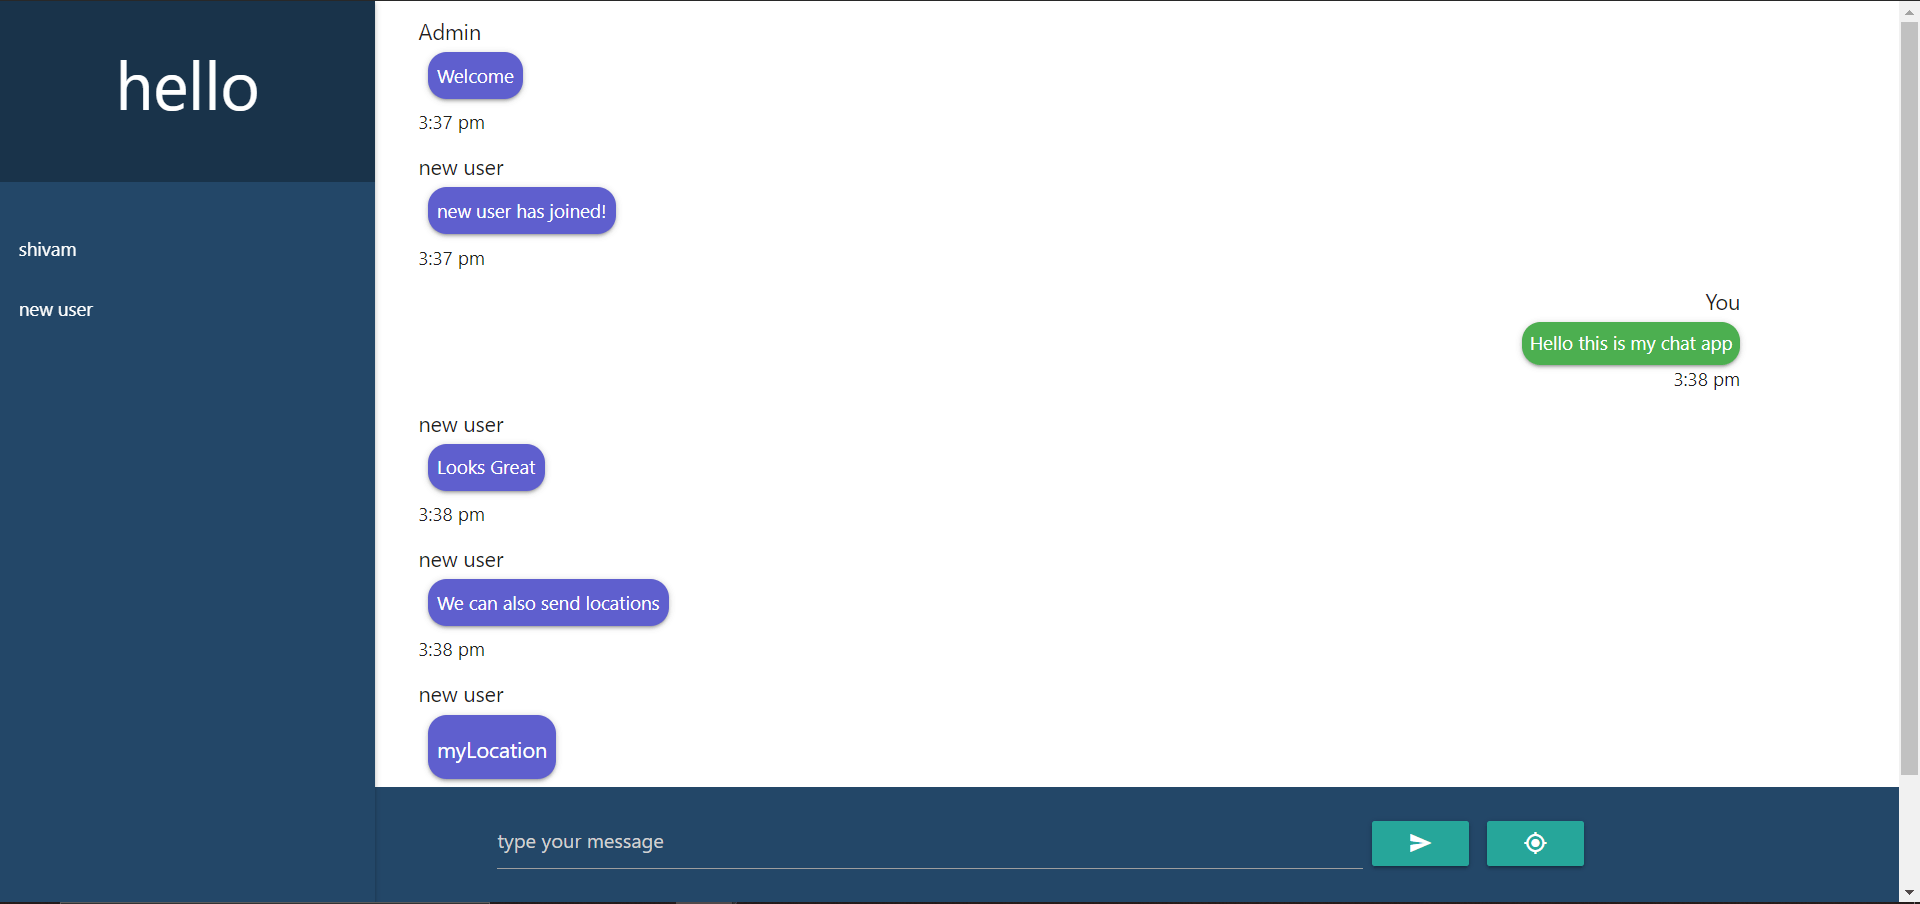 hello
shivam
new user
Admin
Welcome
3:37 pm
new user
new user has joined!
3:37 pm
You
Hello this is my chat app
3:38 pm
new user
Looks Great
3:38 pm
new user
We can also send locations
3:38 pm
new user
myLocation
type your message